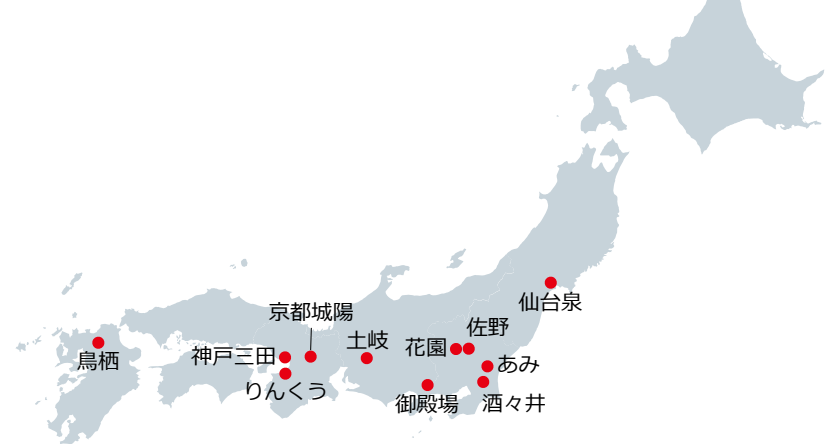 仙台泉
京都城陽
佐野
土岐
花園
神戸三田
鳥栖
あみ
りんくう
御殿場
酒々井